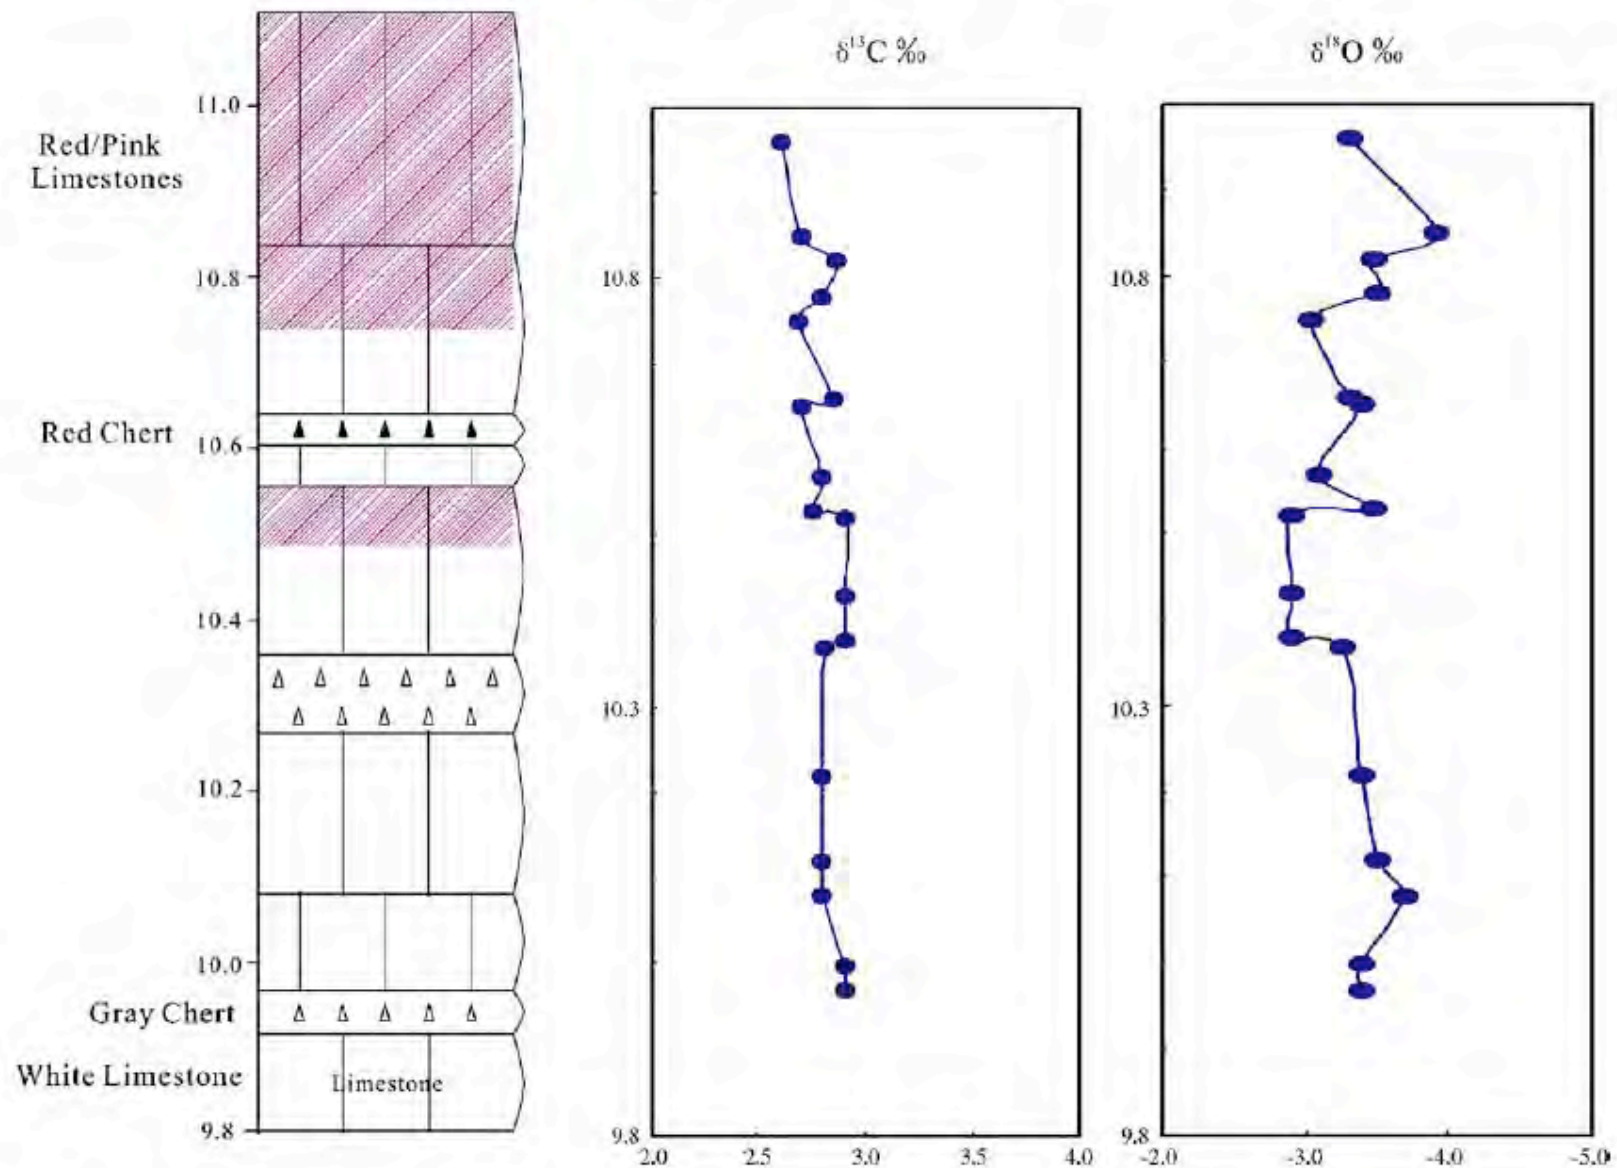 δ¹³C ‰
δ¹⁸O ‰
11.0
Red/Pink
Limestones
10.8
10.8
10.8
Red Chert
10.6
10.4
10.3
10.3
10.2
10.0
Gray Chert
White Limestone
Limestone
9.8
9.8
9.8
2.0 2.5 3.0 3.5 4.0
-2.0 -3.0 -4.0 -5.0